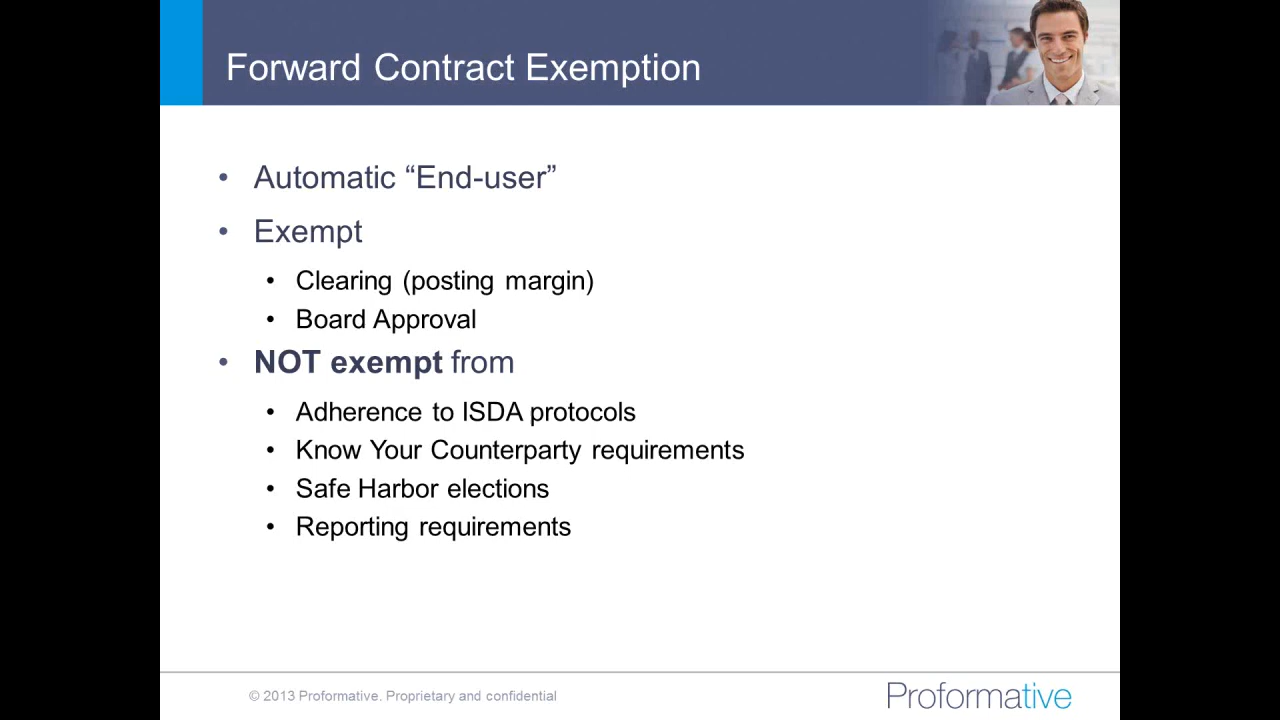 Forward Contract Exemption
• Automatic “End-user”
• Exempt
• Clearing (posting margin)
• Board Approval
• NOT exempt from
• Adherence to ISDA protocols
• Know Your Counterparty requirements
• Safe Harbor elections
• Reporting requirements
© 2013 Proformative. Proprietary and confidential
Proformative